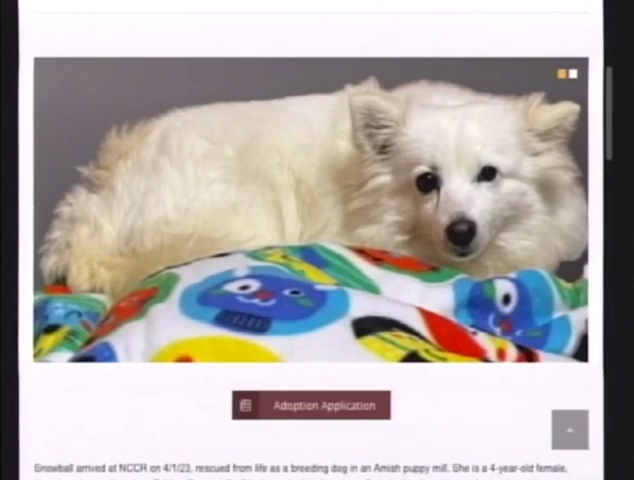 Adoption Application
Snowball arrived at NCCR on 4/1/23, rescued from life as a breeding dog in an Amish puppy mill. She is a 4-year-old female,